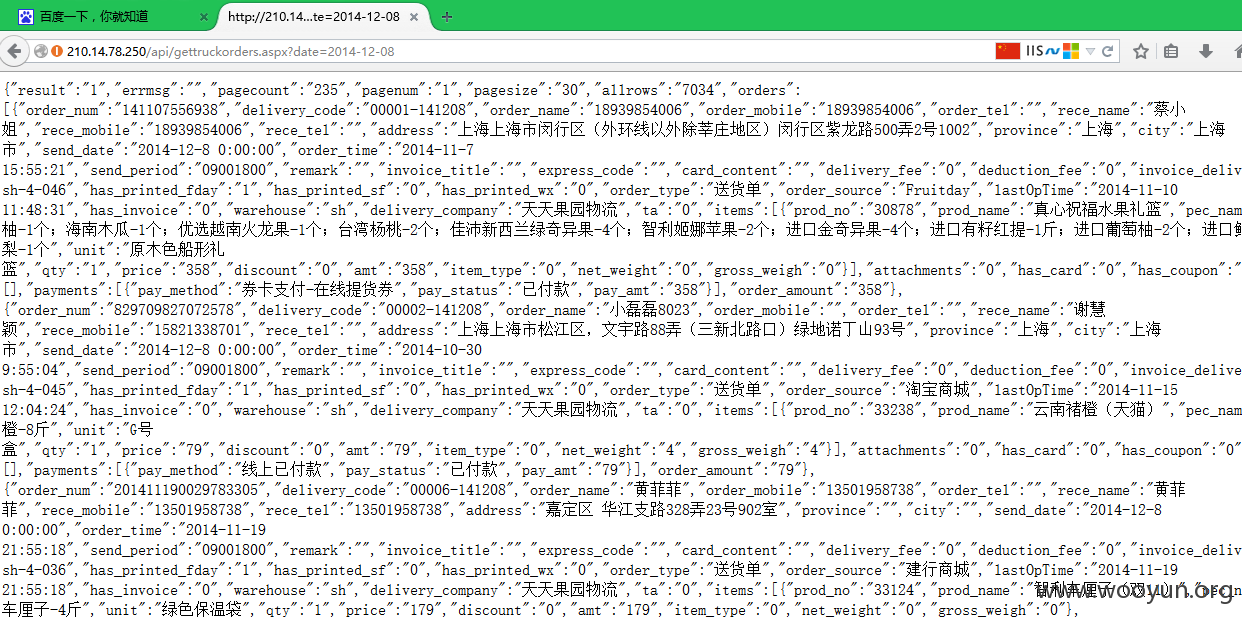 百度一下，你就知道
http://210.14...te=2014-12-08
210.14.78.250/api/gettruckorders.aspx?date=2014-12-08
IIS
{"result":"1","errmsg":"","pagecount":"235","pagenum":"1","pagesize":"30","allrows":"7034","orders":
[{"order_num":"141107556938","delivery_code":"00001-141208","order_name":"18939854006","order_mobile":"18939854006","order_tel":"","rece_name":"蔡小
姐","rece_mobile":"18939854006","rece_tel":"","address":"上海上海市闵行区（外环线以外除莘庄地区）闵行区紫龙路500弄2号1002","province":"上海","city":"上海
市","send_date":"2014-12-8 0:00:00","order_time":"2014-11-7
15:55:21","send_period":"09001800","remark":"","invoice_title":"","express_code":"","card_content":"","delivery_fee":"0","deduction_fee":"0","invoice_deliv
sh-4-046","has_printed_fday":"1","has_printed_sf":"0","has_printed_wx":"0","order_type":"送货单","order_source":"Fruitday","lastOpTime":"2014-11-10
11:48:31","has_invoice":"0","warehouse":"sh","delivery_company":"天天果园物流","ta":"0","items":[{"prod_no":"30878","prod_name":"真心祝福水果礼篮","pec_nam
柚-1个；海南木瓜-1个；优选越南火龙果-1个；台湾杨桃-2个；佳沛新西兰绿奇异果-4个；智利姬娜苹果-2个；进口金奇异果-4个；进口有籽红提-1斤；进口葡萄柚-2个；进口
梨-1个","unit":"原木色船形礼
篮","qty":"1","price":"358","discount":"0","amt":"358","item_type":"0","net_weight":"0","gross_weigh":"0"}],"attachments":"0","has_card":"0","has_coupon":"
[],"payments":[{"pay_method":"券卡支付-在线提货券","pay_status":"已付款","pay_amt":"358"}],"order_amount":"358"},
{"order_num":"829709827072578","delivery_code":"00002-141208","order_name":"小磊磊8023","order_mobile":"","order_tel":"","rece_name":"谢慧
颖","rece_mobile":"15821338701","rece_tel":"","address":"上海上海市松江区，文宇路88弄（三新北路口）绿地诺丁山93号","province":"上海","city":"上海
市","send_date":"2014-12-8 0:00:00","order_time":"2014-10-30
9:55:04","send_period":"09001800","remark":"","invoice_title":"","express_code":"","card_content":"","delivery_fee":"0","deduction_fee":"0","invoice_delive
sh-4-045","has_printed_fday":"1","has_printed_sf":"0","has_printed_wx":"0","order_type":"送货单","order_source":"淘宝商城","lastOpTime":"2014-11-15
12:04:24","has_invoice":"0","warehouse":"sh","delivery_company":"天天果园物流","ta":"0","items":[{"prod_no":"33238","prod_name":"云南褚橙（天猫）","pec_nam
橙-8斤","unit":"G号
盒","qty":"1","price":"79","discount":"0","amt":"79","item_type":"0","net_weight":"4","gross_weigh":"4"}],"attachments":"0","has_card":"0","has_coupon":"0"
[],"payments":[{"pay_method":"线上已付款","pay_status":"已付款","pay_amt":"79"}],"order_amount":"79"},
{"order_num":"201411190029783305","delivery_code":"00006-141208","order_name":"黄菲菲","order_mobile":"13501958738","order_tel":"","rece_name":"黄菲
菲","rece_mobile":"13501958738","rece_tel":"13501958738","address":"嘉定区 华江支路328弄23号902室","province":"","city":"","send_date":"2014-12-8
0:00:00","order_time":"2014-11-19
21:55:18","send_period":"09001800","remark":"","invoice_title":"","express_code":"","card_content":"","delivery_fee":"0","deduction_fee":"0","invoice_deliv
sh-4-036","has_printed_fday":"1","has_printed_sf":"0","has_printed_wx":"0","order_type":"送货单","order_source":"建行商城","lastOpTime":"2014-11-19
21:55:18","has_invoice":"0","warehouse":"sh","delivery_company":"天天果园物流","ta":"0","items":[{"prod_no":"33124","prod_name":"智利车厘子
www.wooyun.org
车厘子-4斤","unit":"绿色保温袋","qty":"1","price":"179","discount":"0","amt":"179","item_type":"0","net_weight":"0","gross_weigh":"0"},